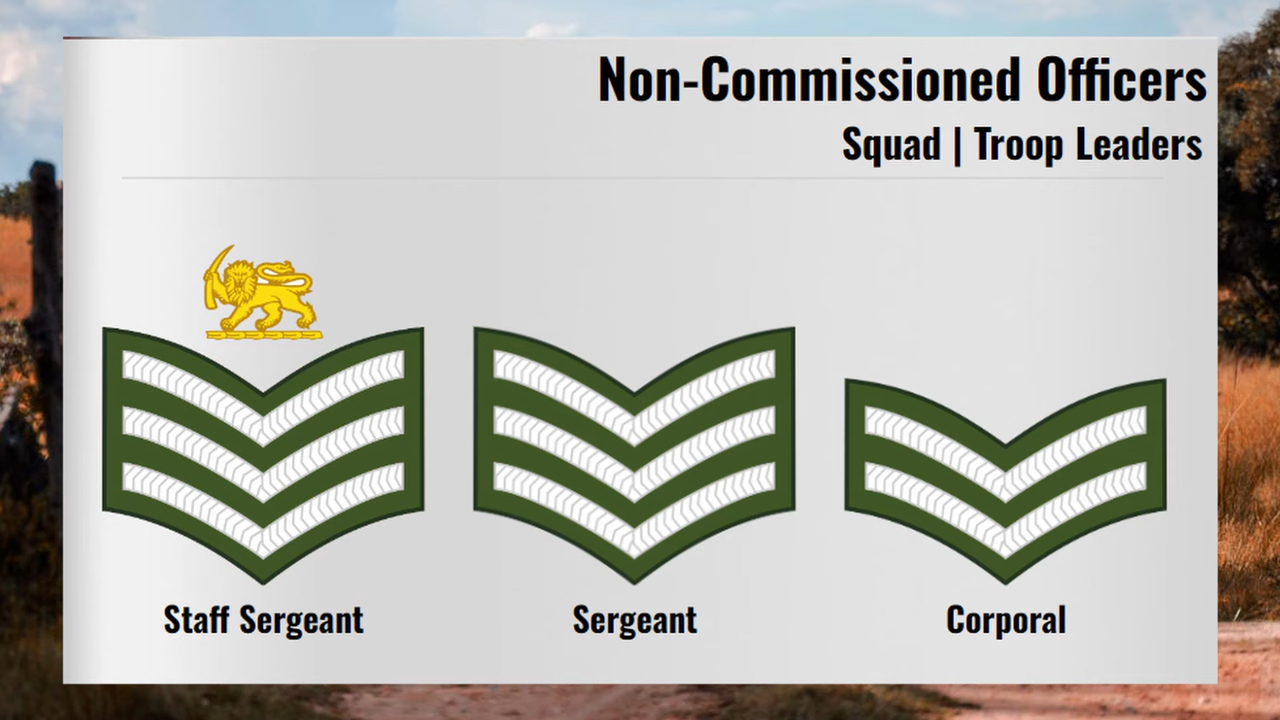 Non-Commissioned Officers
Squad | Troop Leaders
Staff Sergeant
Sergeant
Corporal